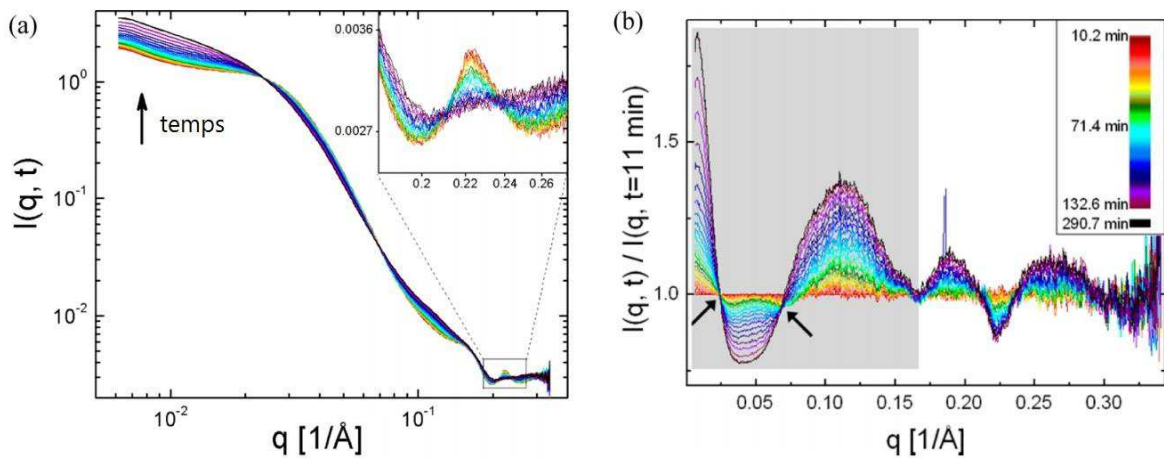 (a)
I(q, t)
10⁰
10⁻¹
10⁻²
temps
0.0036
0.0027
0.2 0.22 0.24 0.26
10⁻² 10⁻¹
q [1/Å]
(b)
I(q, t) / I(q, t=11 min)
1.5
1.0
10.2 min
71.4 min
132.6 min
290.7 min
0.05 0.10 0.15 0.20 0.25 0.30
q [1/Å]